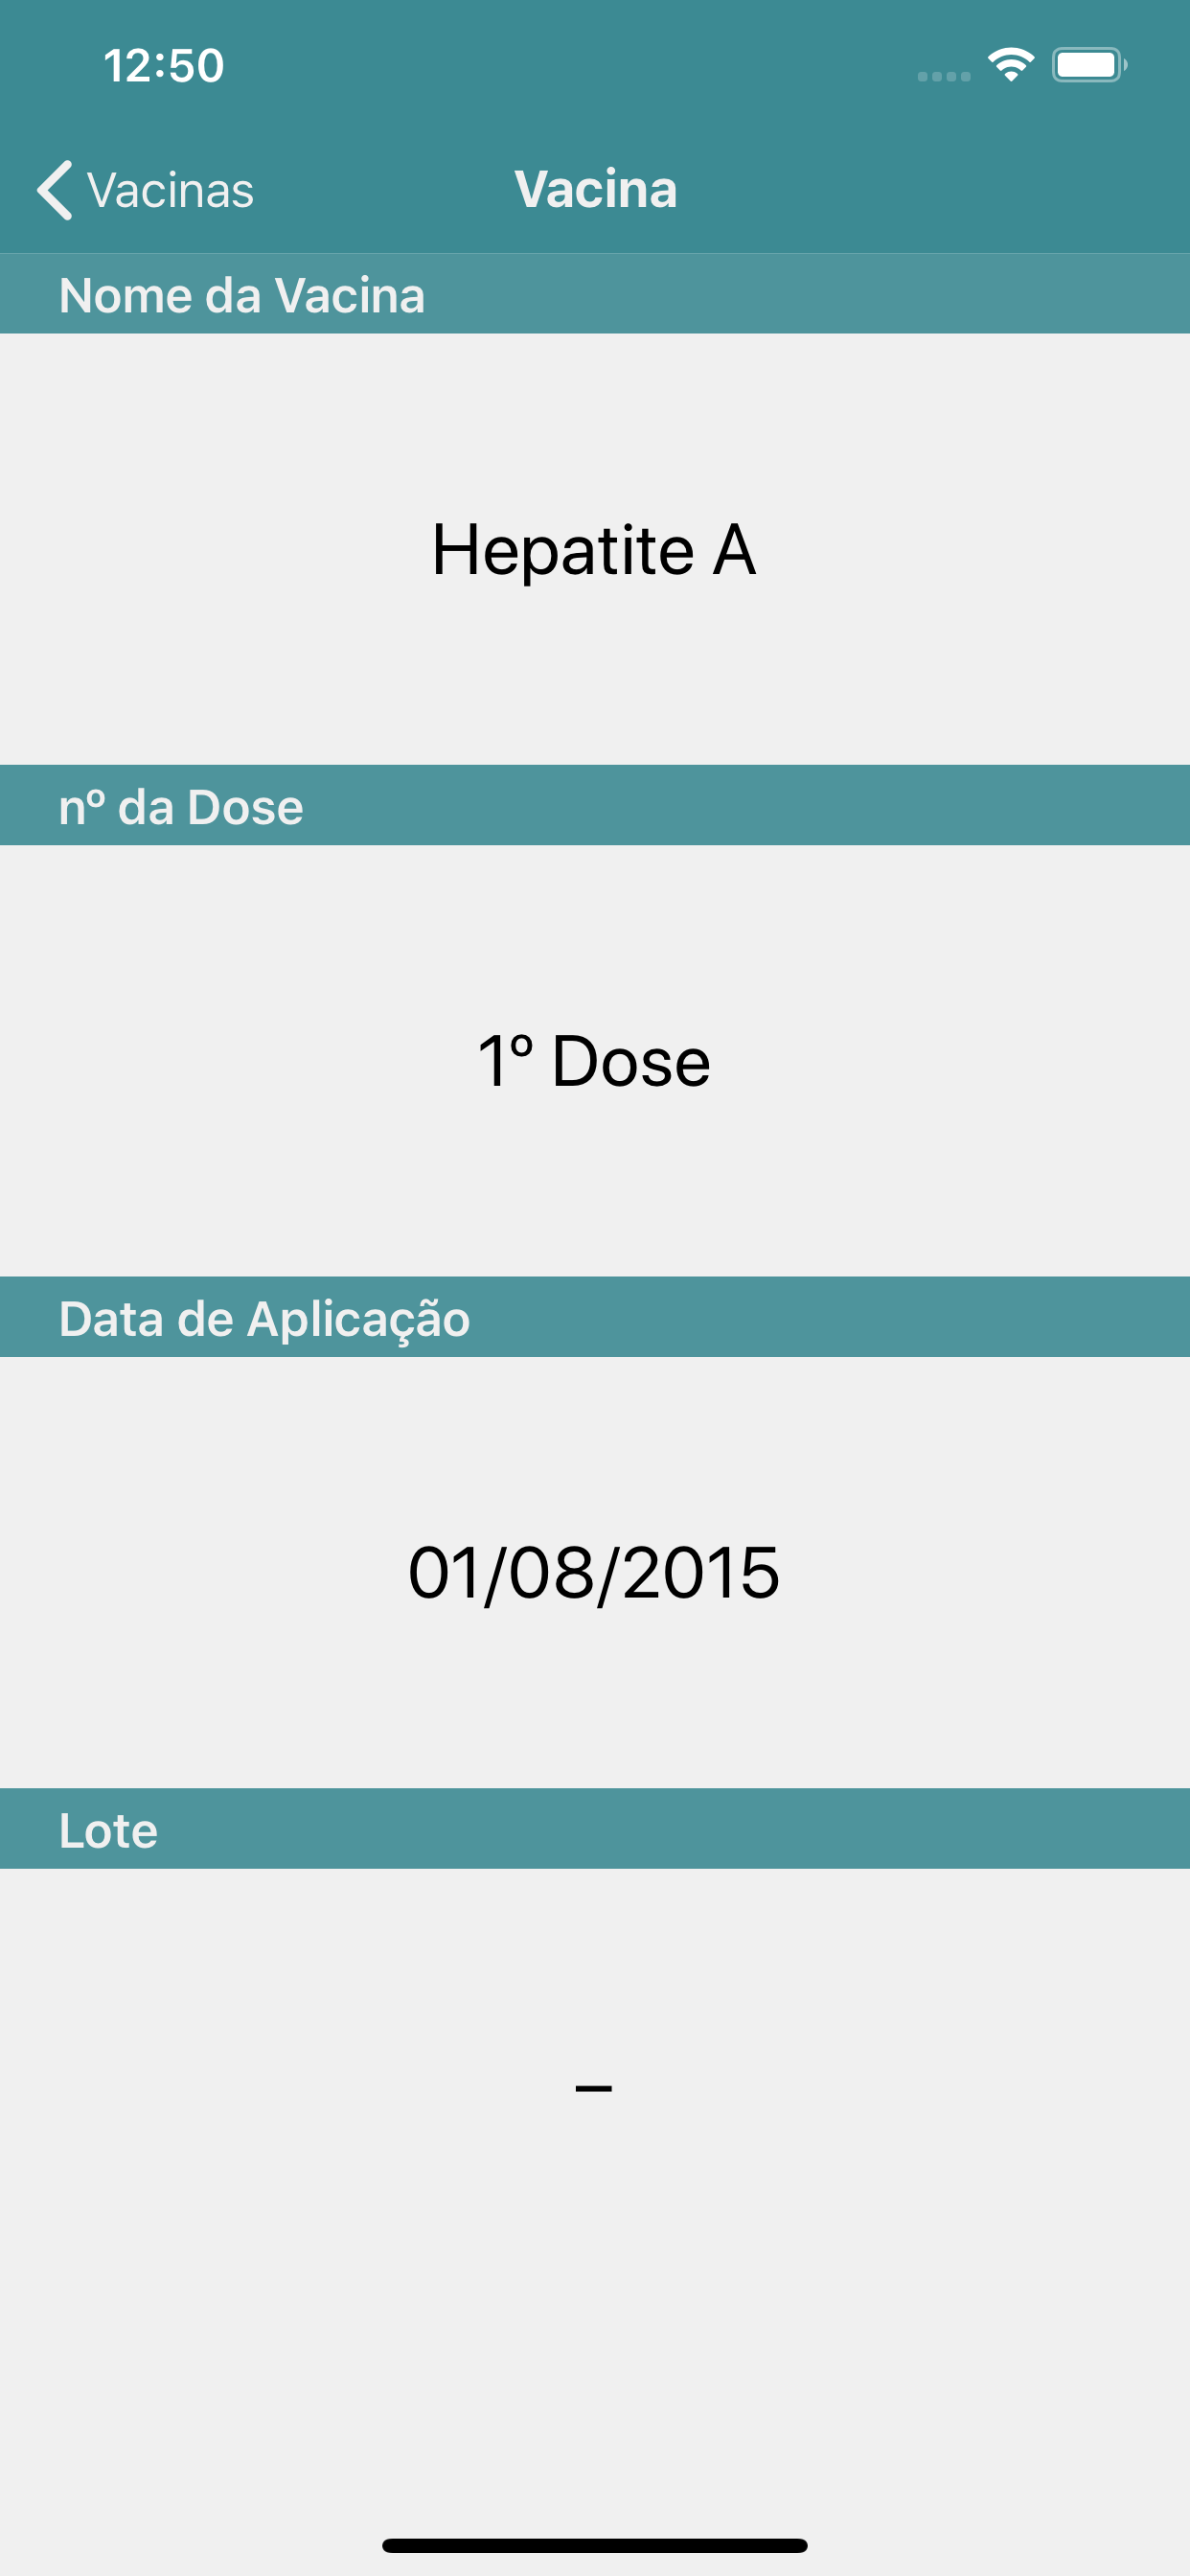 12:50
Vacinas
Vacina
Nome da Vacina
Hepatite A
nº da Dose
1º Dose
Data de Aplicação
01/08/2015
Lote
–